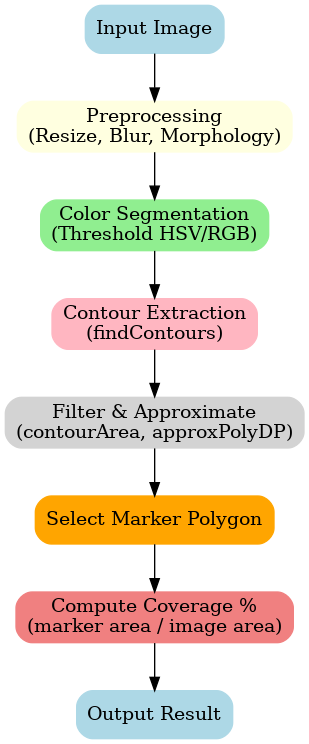 Input Image
Preprocessing
(Resize, Blur, Morphology)
Color Segmentation
(Threshold HSV/RGB)
Contour Extraction
(findContours)
Filter & Approximate
(contourArea, approxPolyDP)
Select Marker Polygon
Compute Coverage %
(marker area / image area)
Output Result